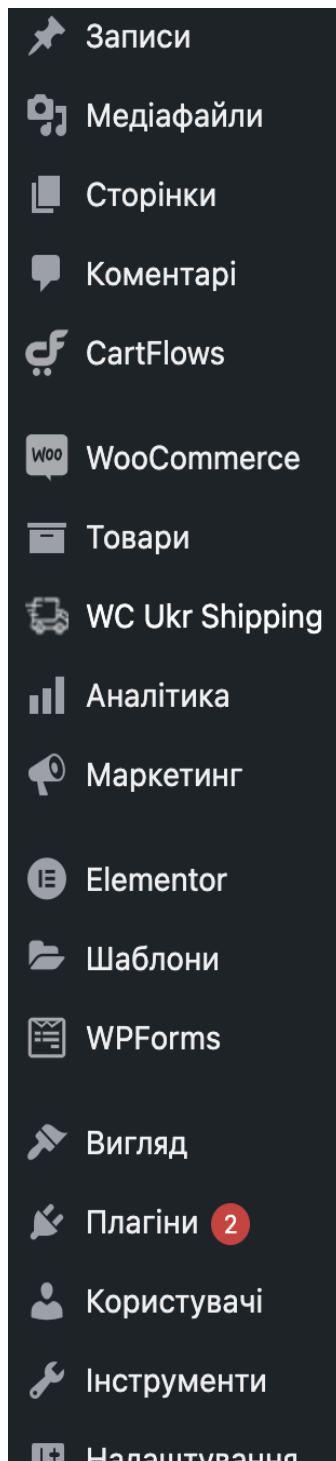 Записи
Медіафайли
Сторінки
Коментарі
CartFlows
Woo WooCommerce
Товари
WC Ukr Shipping
Аналітика
Маркетинг
Elementor
Шаблони
WPForms
Вигляд
Плагіни 2
Користувачі
Інструменти
Налаштування